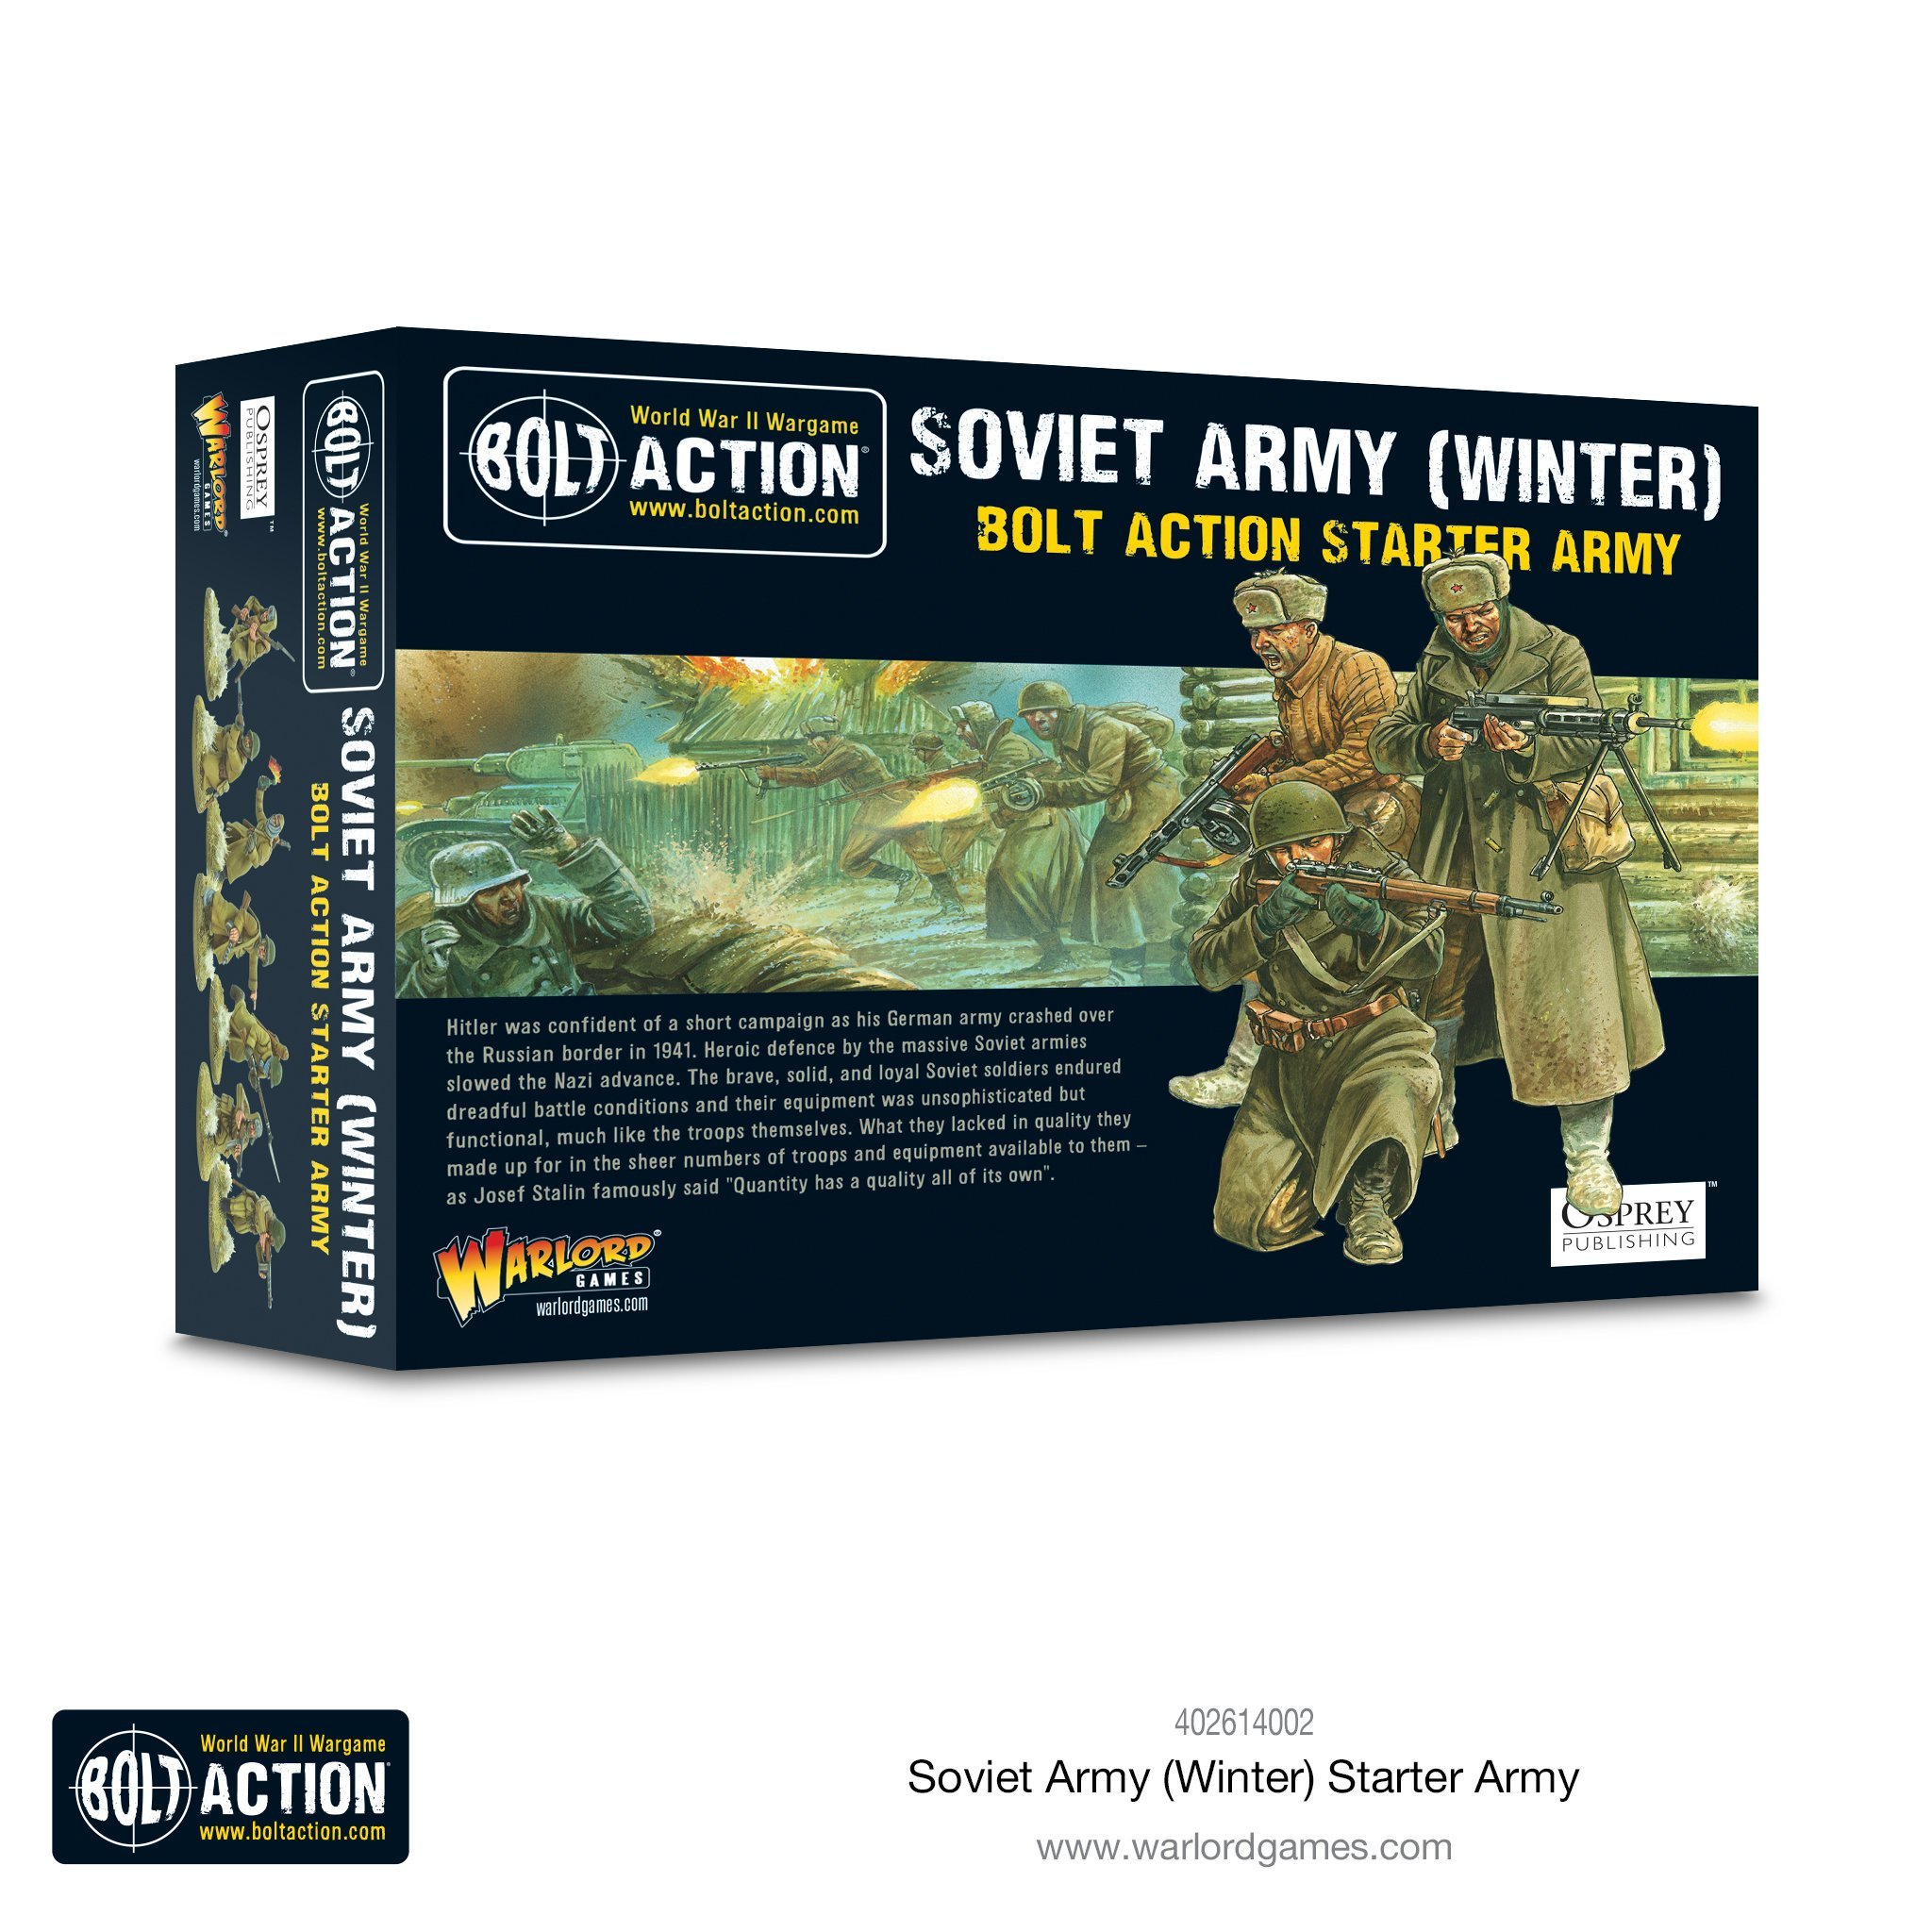 OSPREY
PUBLISHING
™
WARLORD
GAMES
warlordgames.com
World War II Wargame
BOLT ACTION
www.boltaction.com
SOVIET ARMY (WINTER)
BOLT ACTION STARTER ARMY
World War II Wargame
BOLT ACTION®
www.boltaction.com
SOVIET ARMY (WINTER)
BOLT ACTION STARTER ARMY
Hitler was confident of a short campaign as his German army crashed over
the Russian border in 1941. Heroic defence by the massive Soviet armies
slowed the Nazi advance. The brave, solid, and loyal Soviet soldiers endured
dreadful battle conditions and their equipment was unsophisticated but
functional, much like the troops themselves. What they lacked in quality they
made up for in the sheer numbers of troops and equipment available to them –
as Josef Stalin famously said "Quantity has a quality all of its own".
WARLORD®
GAMES
warlordgames.com
OSPREY
PUBLISHING
™
World War II Wargame
BOLT ACTION
www.boltaction.com
402614002
Soviet Army (Winter) Starter Army
www.warlordgames.com